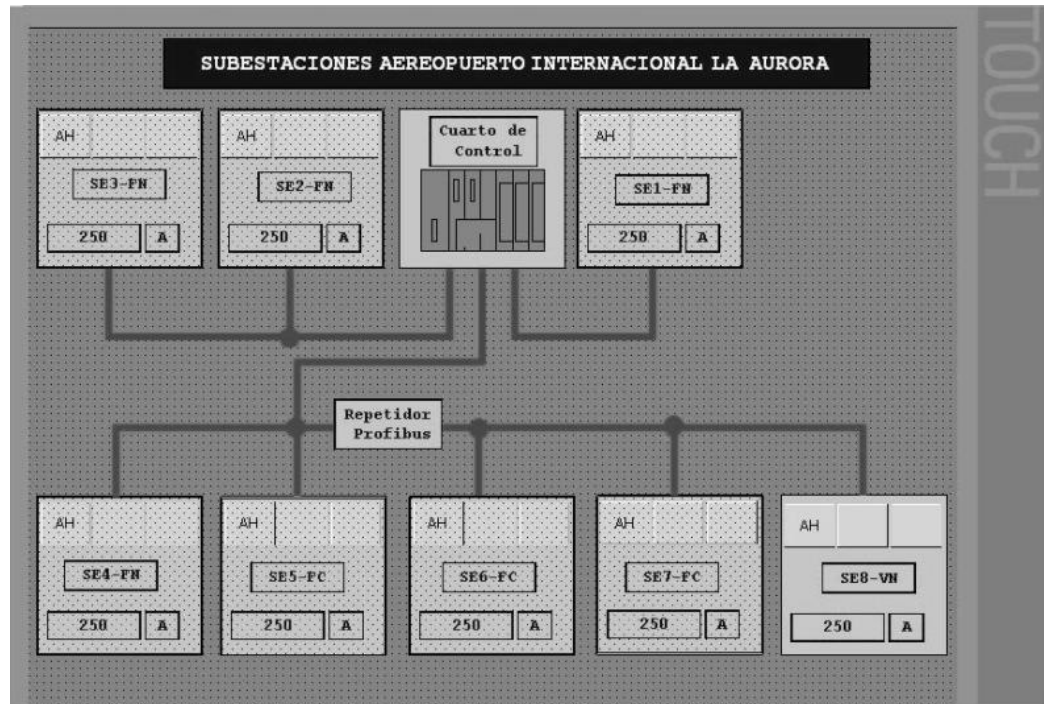 SUBESTACIONES AEREOPUERTO INTERNACIONAL LA AURORA
TOUCH
AH
SE3-FN
250 A
AH
SE2-FN
250 A
Cuarto de
Control
AH
SE1-FN
250 A
Repetidor
Profibus
AH
SE4-FN
250 A
AH
SE5-FC
250 A
AH
SE6-FC
250 A
AH
SE7-FC
250 A
AH
SE8-VN
250 A